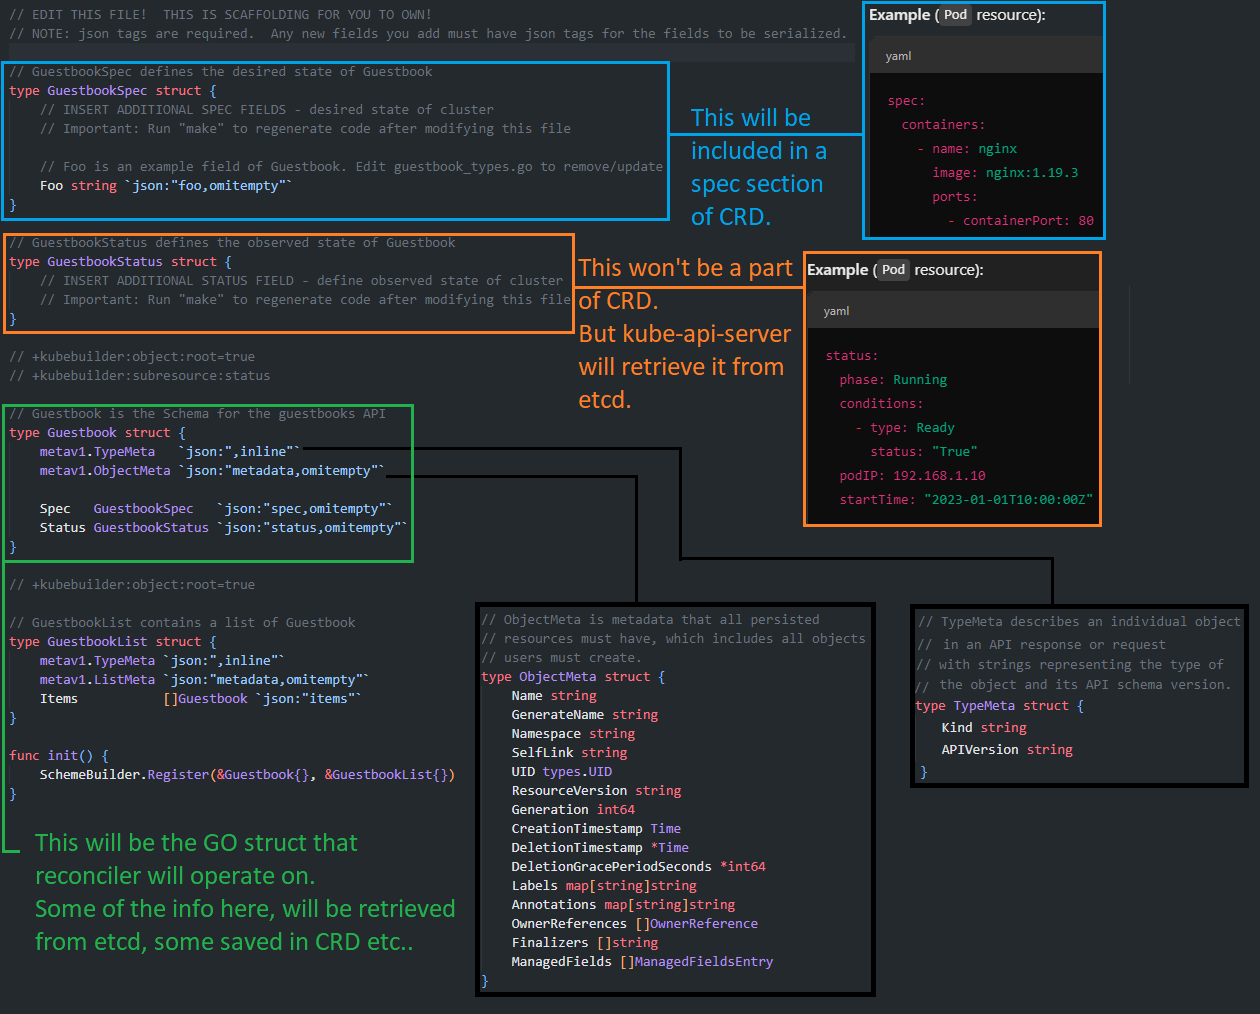 // EDIT THIS FILE!  THIS IS SCAFFOLDING FOR YOU TO OWN!
// NOTE: json tags are required.  Any new fields you add must have json tags for the fields to be serialized.
// GuestbookSpec defines the desired state of Guestbook
type GuestbookSpec struct {
    // INSERT ADDITIONAL SPEC FIELDS - desired state of cluster
    // Important: Run "make" to regenerate code after modifying this file
    // Foo is an example field of Guestbook. Edit guestbook_types.go to remove/update
    Foo string `json:"foo,omitempty"`
}
This will be
included in a
spec section
of CRD.
Example (Pod resource):
yaml
spec:
  containers:
    - name: nginx
      image: nginx:1.19.3
      ports:
        - containerPort: 80
// GuestbookStatus defines the observed state of Guestbook
type GuestbookStatus struct {
    // INSERT ADDITIONAL STATUS FIELD - define observed state of cluster
    // Important: Run "make" to regenerate code after modifying this file
}
This won't be a part
of CRD.
But kube-api-server
will retrieve it from
etcd.
Example (Pod resource):
yaml
status:
  phase: Running
  conditions:
    - type: Ready
      status: "True"
  podIP: 192.168.1.10
  startTime: "2023-01-01T10:00:00Z"
// +kubebuilder:object:root=true
// +kubebuilder:subresource:status
// Guestbook is the Schema for the guestbooks API
type Guestbook struct {
    metav1.TypeMeta   `json:",inline"`
    metav1.ObjectMeta `json:"metadata,omitempty"`
    Spec   GuestbookSpec   `json:"spec,omitempty"`
    Status GuestbookStatus `json:"status,omitempty"`
}
// +kubebuilder:object:root=true
// GuestbookList contains a list of Guestbook
type GuestbookList struct {
    metav1.TypeMeta `json:",inline"`
    metav1.ListMeta `json:"metadata,omitempty"`
    Items           []Guestbook `json:"items"`
}
func init() {
    SchemeBuilder.Register(&Guestbook{}, &GuestbookList{})
}
This will be the GO struct that
reconciler will operate on.
Some of the info here, will be retrieved
from etcd, some saved in CRD etc..
// ObjectMeta is metadata that all persisted
// resources must have, which includes all objects
// users must create.
type ObjectMeta struct {
    Name string
    GenerateName string
    Namespace string
    SelfLink string
    UID types.UID
    ResourceVersion string
    Generation int64
    CreationTimestamp Time
    DeletionTimestamp *Time
    DeletionGracePeriodSeconds *int64
    Labels map[string]string
    Annotations map[string]string
    OwnerReferences []OwnerReference
    Finalizers []string
    ManagedFields []ManagedFieldsEntry
}
// TypeMeta describes an individual object
// in an API response or request
// with strings representing the type of
// the object and its API schema version.
type TypeMeta struct {
    Kind string
    APIVersion string
}